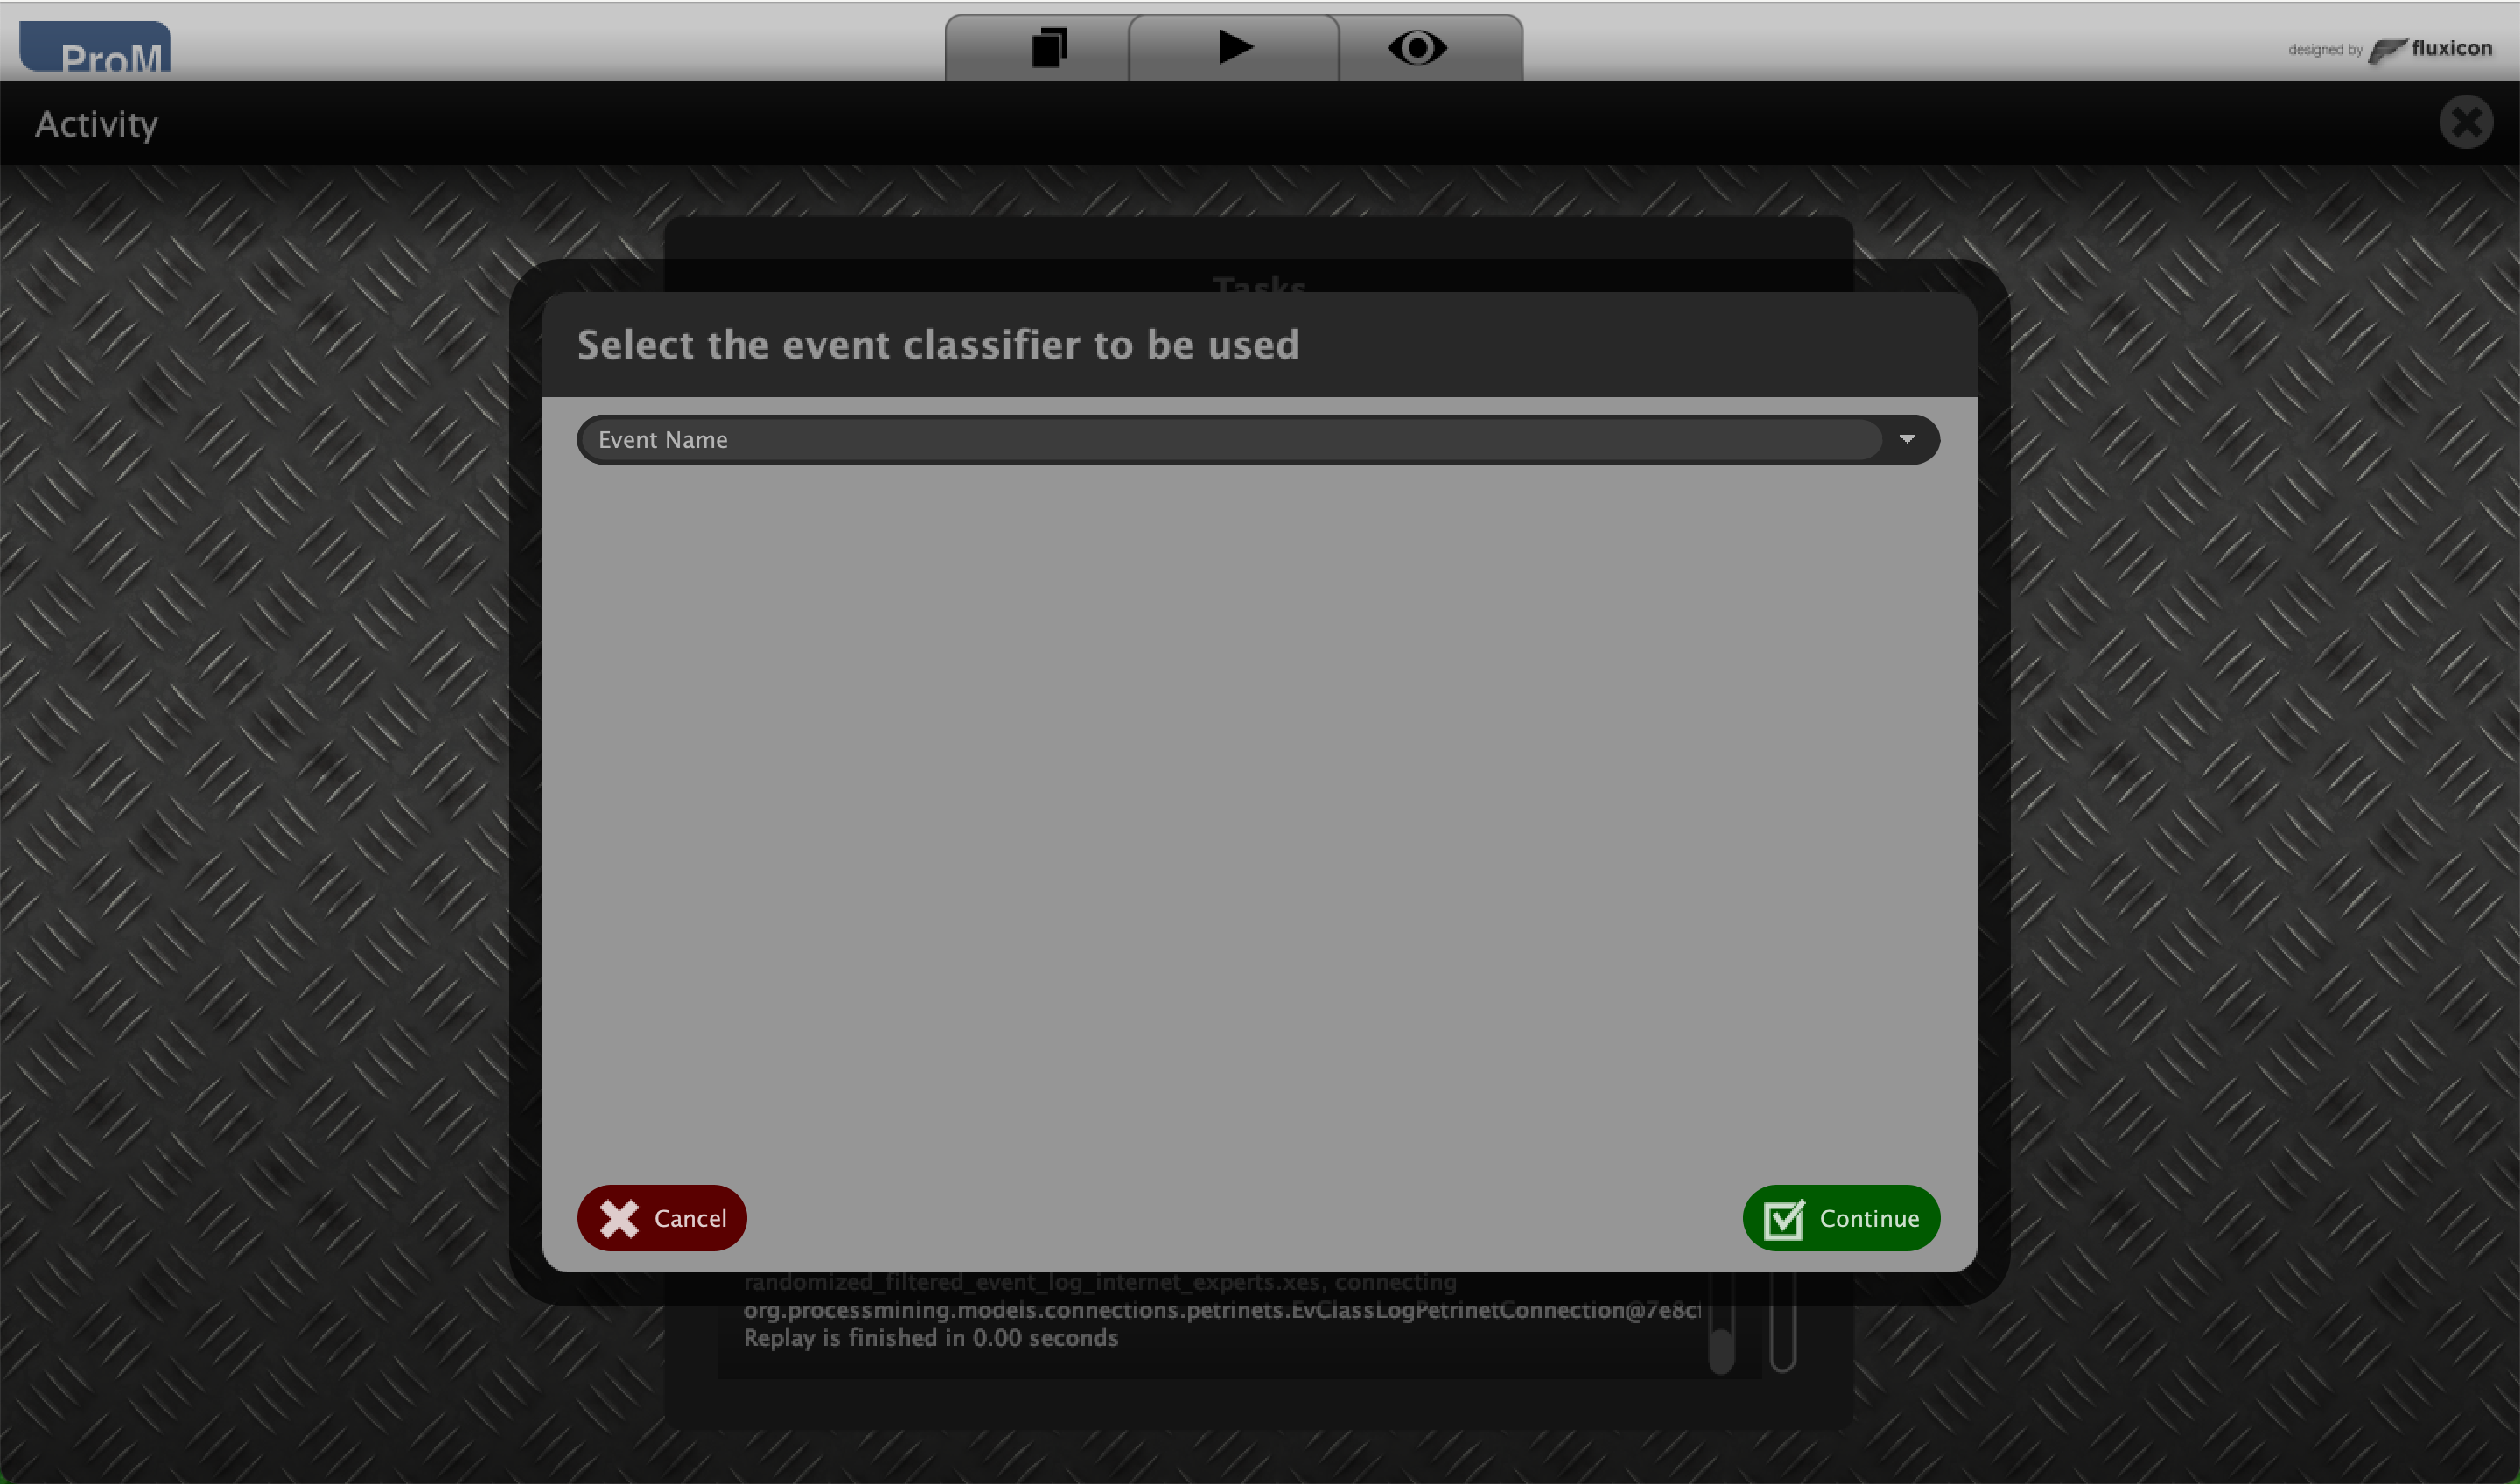 ProM
designed by fluxicon
Activity
Tasks
Select the event classifier to be used
Event Name
Cancel
Continue
randomized_filtered_event_log_internet_experts.xes, connecting
org.processmining.models.connections.petrinets.EvClassLogPetrinetConnection@7e8c
Replay is finished in 0.00 seconds